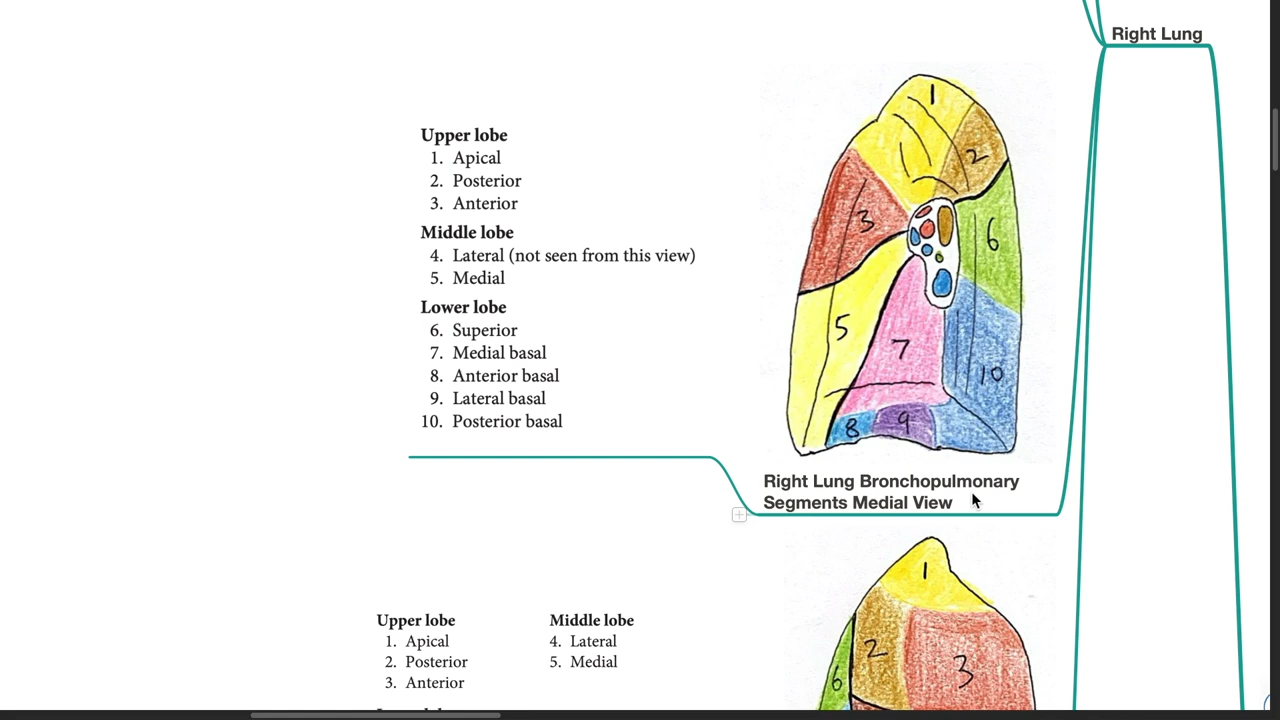 Right Lung
Upper lobe
1. Apical
2. Posterior
3. Anterior
Middle lobe
4. Lateral (not seen from this view)
5. Medial
Lower lobe
6. Superior
7. Medial basal
8. Anterior basal
9. Lateral basal
10. Posterior basal
1
2
3
6
5
7
10
8
9
Right Lung Bronchopulmonary
Segments Medial View
Upper lobe
1. Apical
2. Posterior
3. Anterior
Middle lobe
4. Lateral
5. Medial
1
2
3
6